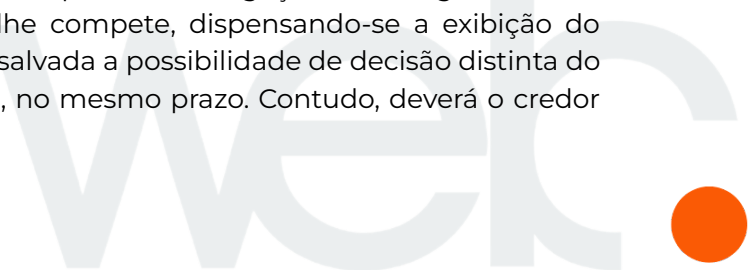 lhe compete, dispensando-se a exibição do
salvada a possibilidade de decisão distinta do
, no mesmo prazo. Contudo, deverá o credor